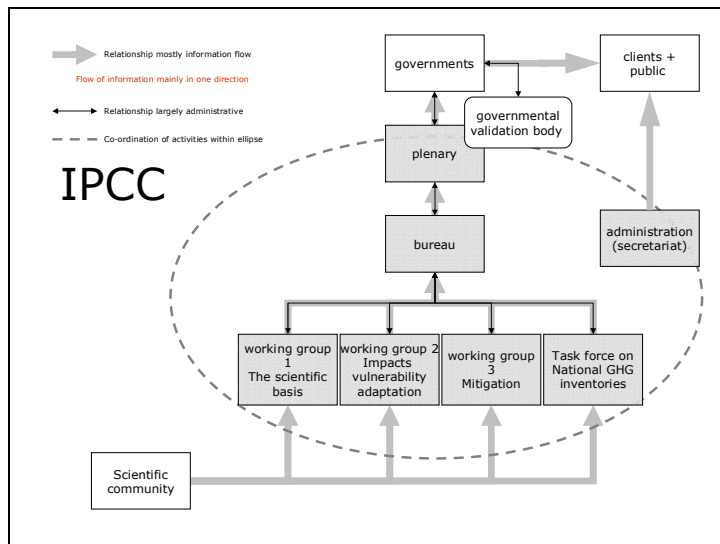 Relationship mostly information flow
Flow of information mainly in one direction
Relationship largely administrative
Co-ordination of activities within ellipse
IPCC
governments
clients +
public
governmental
validation body
plenary
bureau
administration
(secretariat)
working group
1
The scientific
basis
working group 2
Impacts
vulnerability
adaptation
working group
3
Mitigation
Task force on
National GHG
inventories
Scientific
community